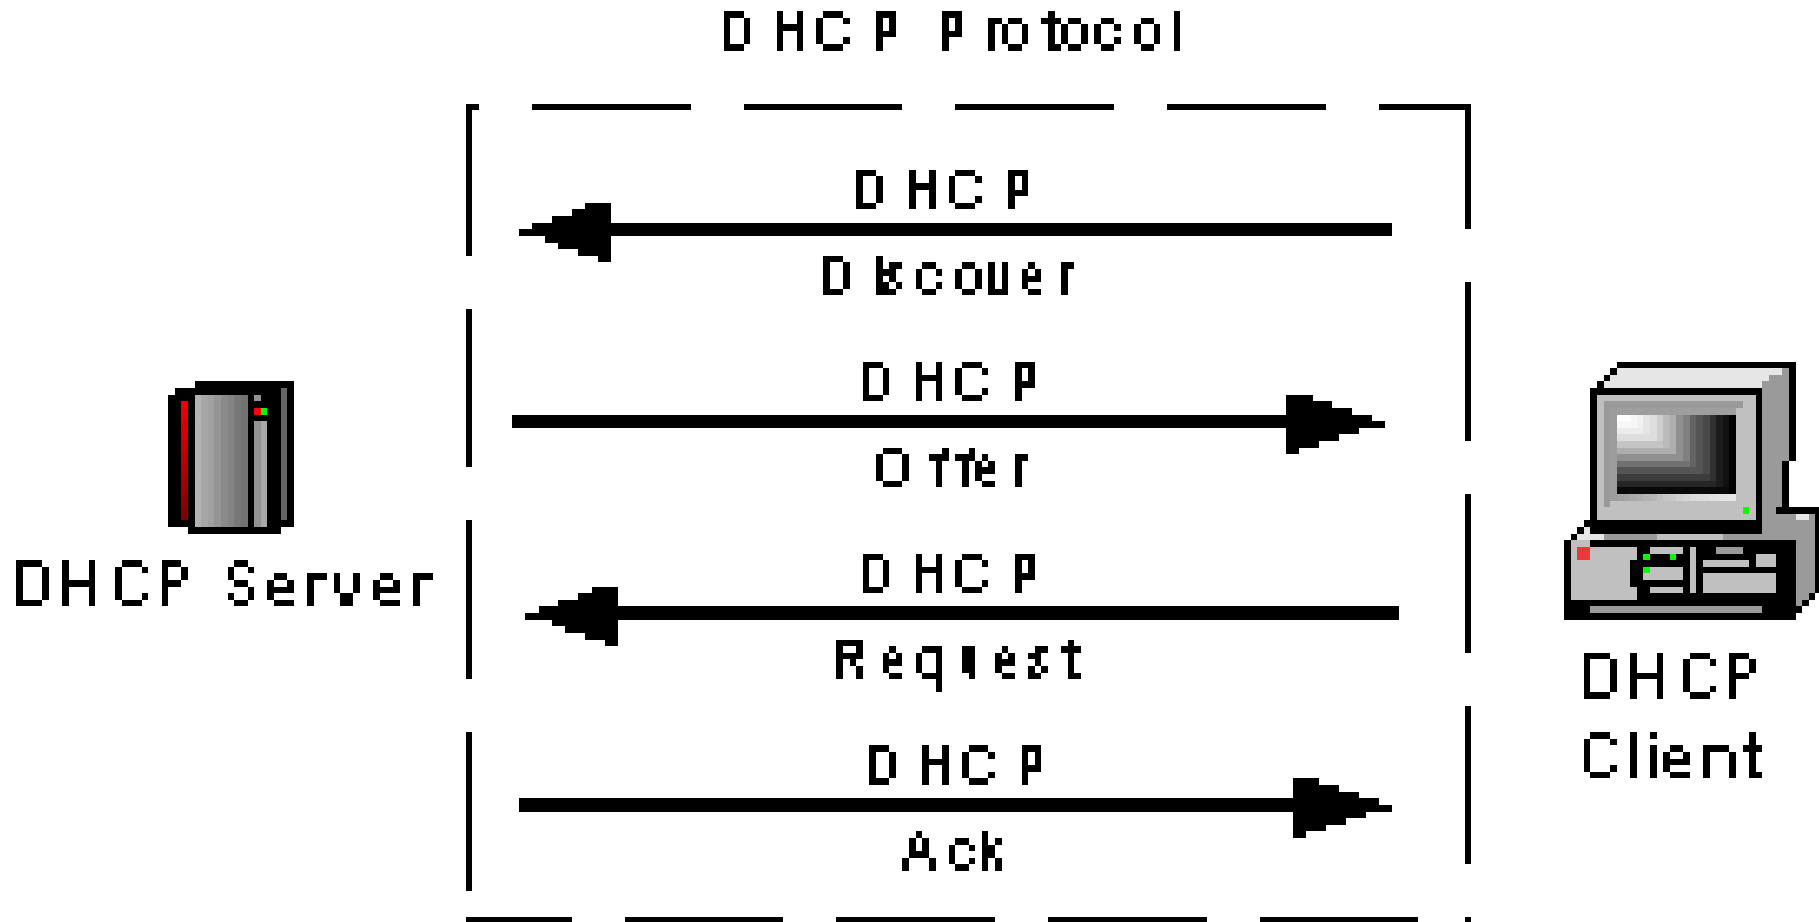 DHCP Protocol
DHCP
Discover
DHCP
Offer
DHCP Server
DHCP
Request
DHCP
Client
DHCP
Ack